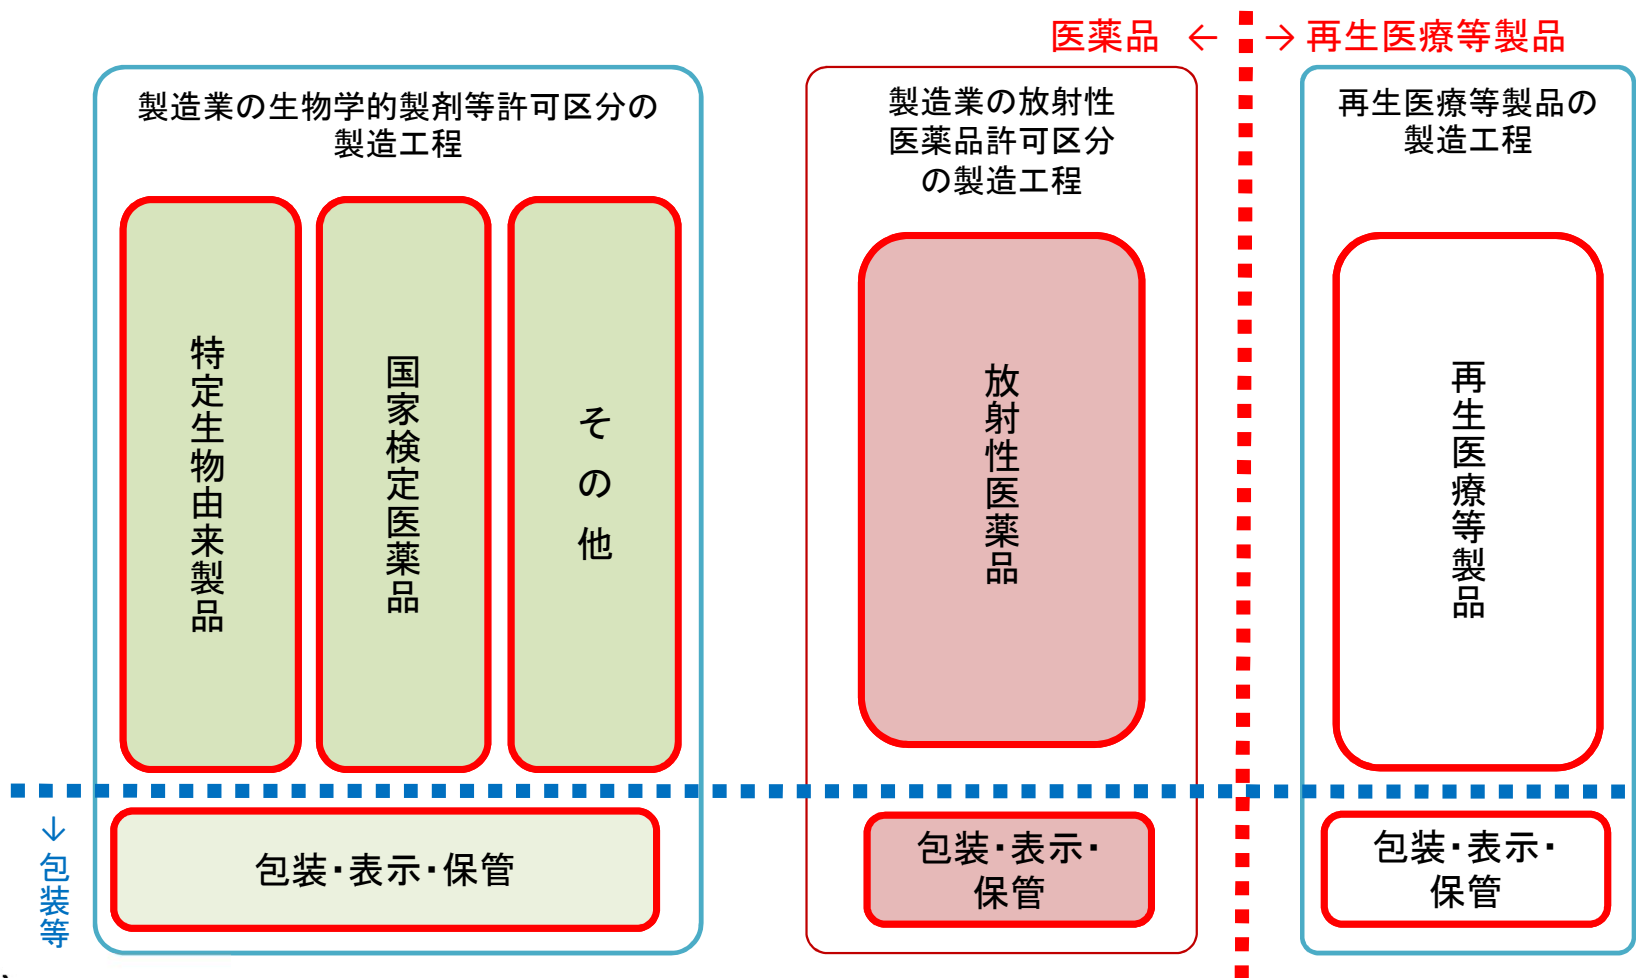 医薬品 ← → 再生医療等製品
製造業の生物学的製剤等許可区分の
製造工程
特定生物由来製品
国家検定医薬品
その他
包装・表示・保管
製造業の放射性
医薬品許可区分
の製造工程
放射性医薬品
包装・表示・
保管
再生医療等製品の
製造工程
再生医療等製品
包装・表示・
保管
↓包装等